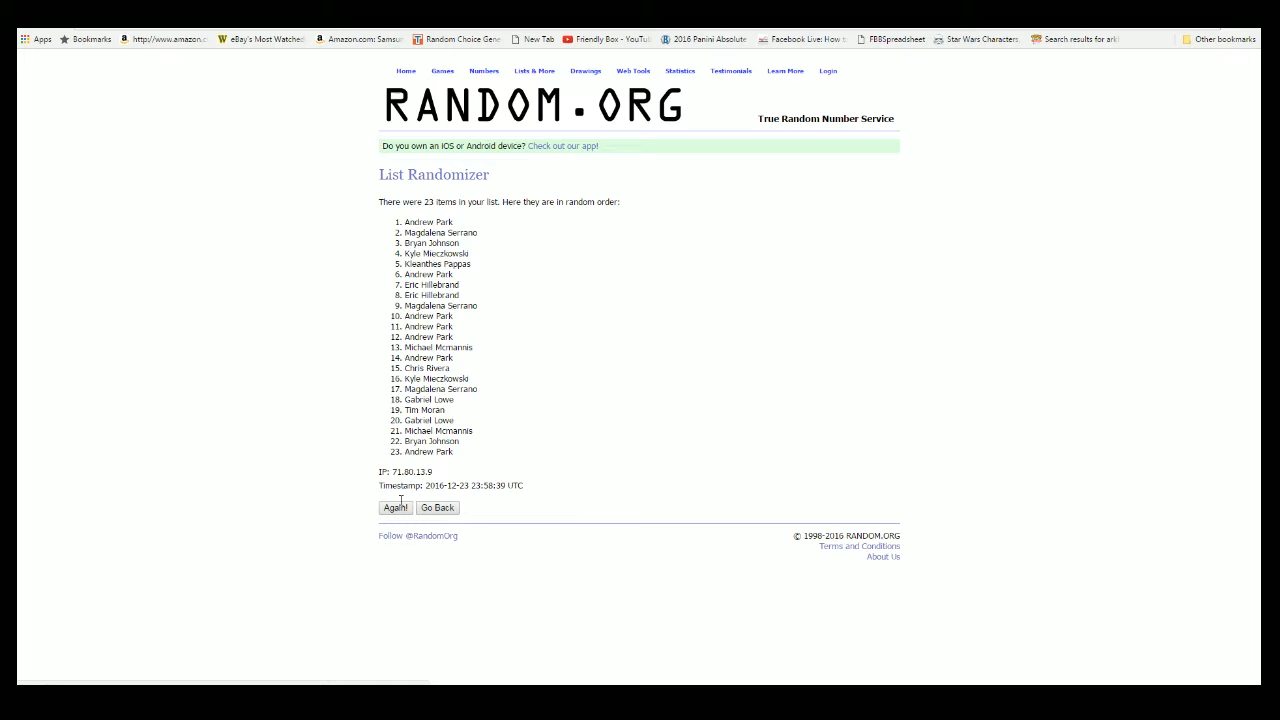 Apps Bookmarks http://www.amazon.c eBay's Most Watched Amazon.com: Samsu Random Choice Gene New Tab Friendly Box - YouTu 2016 Panini Absolute Facebook Live: How t FBBSpreadsheet Star Wars Characters, Search results for ark Other bookmarks
Home Games Numbers Lists & More Drawings Web Tools Statistics Testimonials Learn More Login
RANDOM.ORG
True Random Number Service
Do you own an iOS or Android device? Check out our app!
List Randomizer
There were 23 items in your list. Here they are in random order:
1. Andrew Park
2. Magdalena Serrano
3. Bryan Johnson
4. Kyle Mieczkowski
5. Kleanthes Pappas
6. Andrew Park
7. Eric Hillebrand
8. Eric Hillebrand
9. Magdalena Serrano
10. Andrew Park
11. Andrew Park
12. Andrew Park
13. Michael Mcmannis
14. Andrew Park
15. Chris Rivera
16. Kyle Mieczkowski
17. Magdalena Serrano
18. Gabriel Lowe
19. Tim Moran
20. Gabriel Lowe
21. Michael Mcmannis
22. Bryan Johnson
23. Andrew Park
IP: 71.80.13.9
Timestamp: 2016-12-23 23:58:39 UTC
Again! Go Back
Follow @RandomOrg
© 1998-2016 RANDOM.ORG
Terms and Conditions
About Us